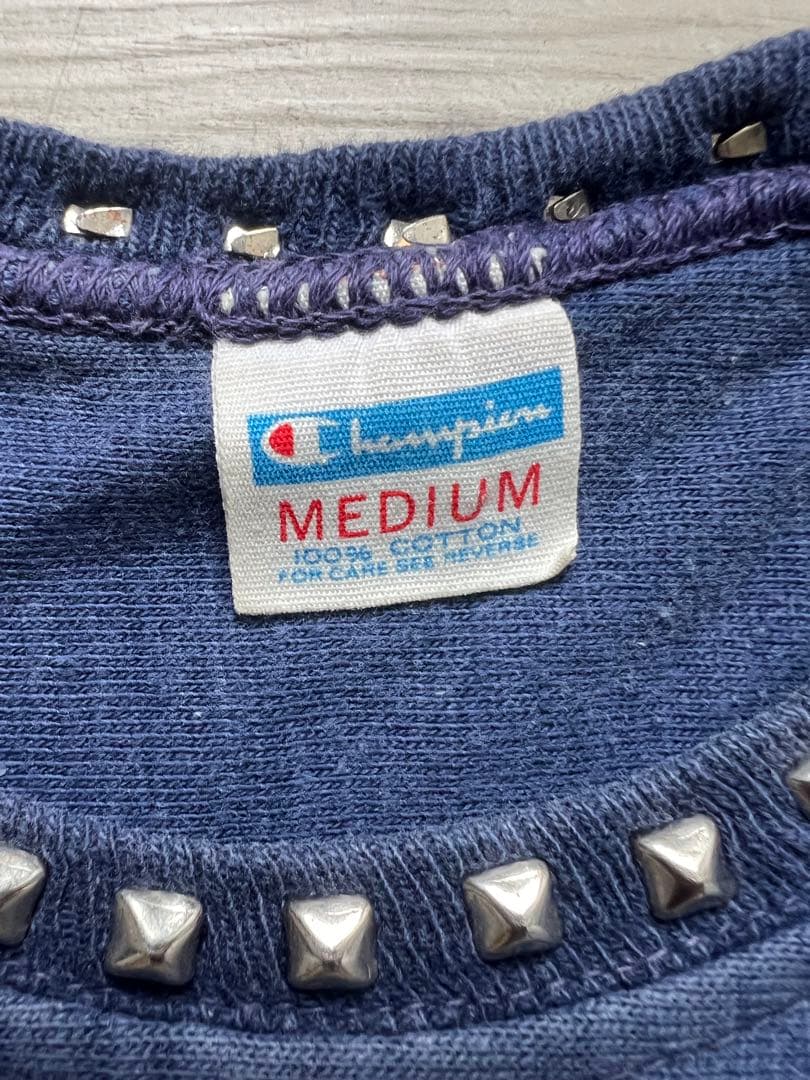 Champion
MEDIUM
100% COTTON
FOR CARE SEE REVERSE